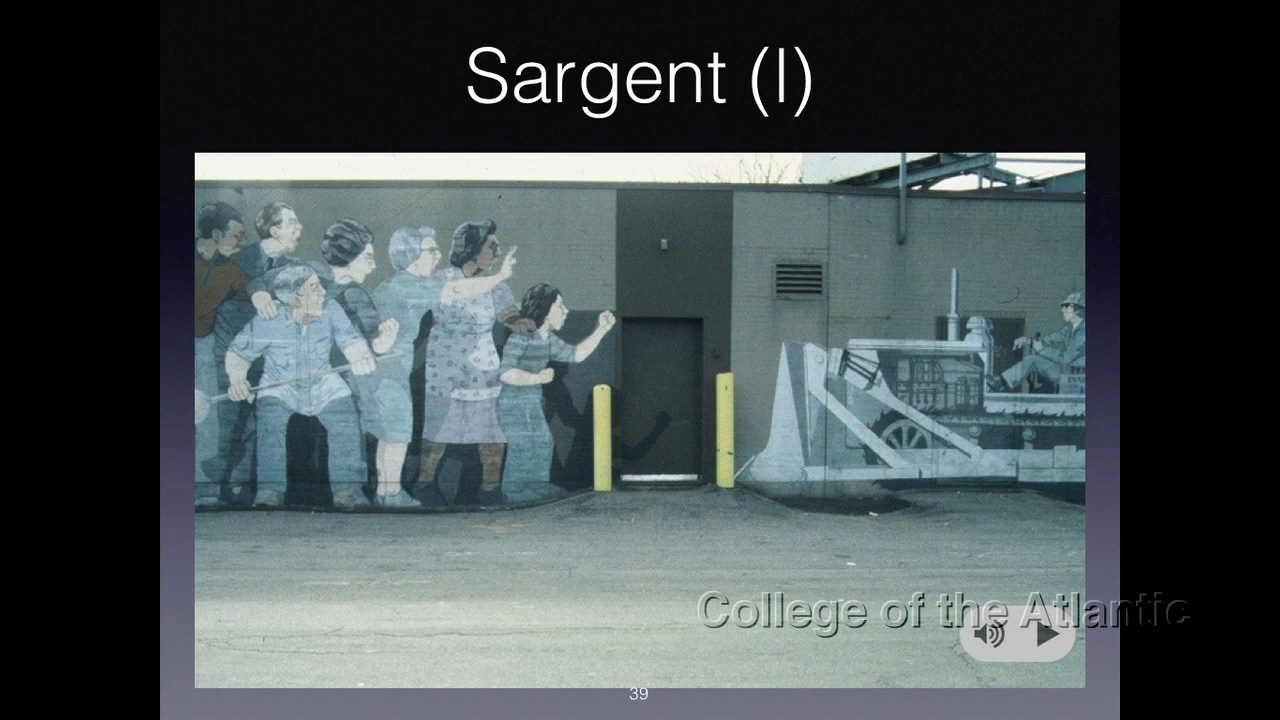 Sargent (I)
College of the Atlantic
39